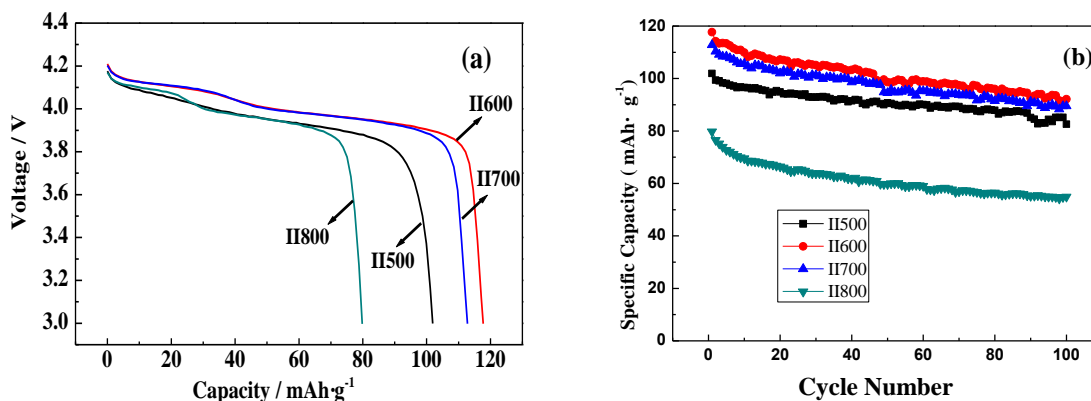 (a)
4.4
4.2
4.0
3.8
3.6
3.4
3.2
3.0
Voltage / V
II600
II700
II800
II500
0 20 40 60 80 100 120
Capacity / mAh·g⁻¹
(b)
120
100
80
60
40
20
0
Specific Capacity ( mAh· g⁻¹)
II500
II600
II700
II800
0 20 40 60 80 100
Cycle Number